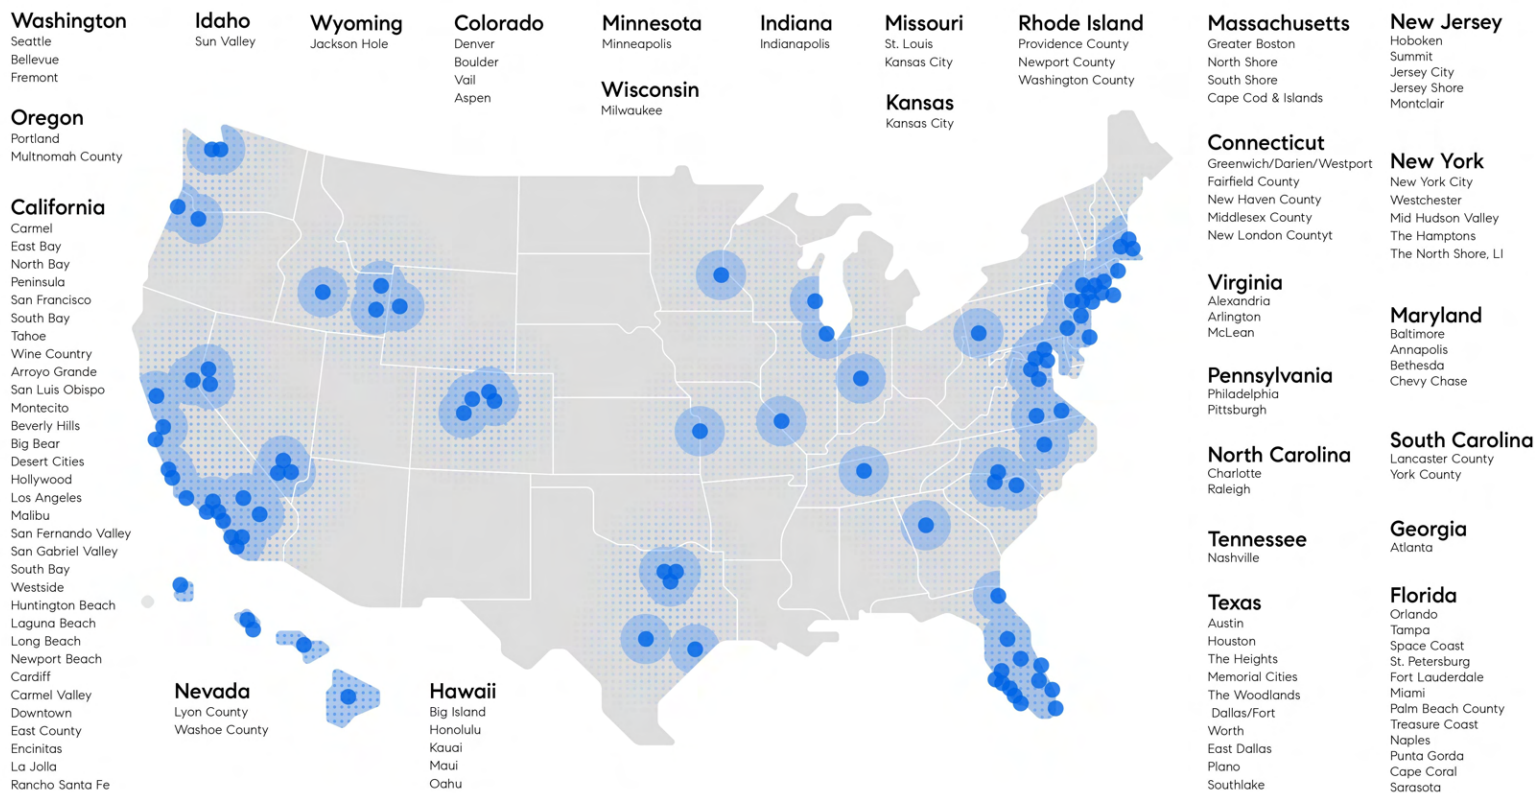 Washington
Seattle
Bellevue
Fremont
Oregon
Portland
Multnomah County
California
Carmel
East Bay
North Bay
Peninsula
San Francisco
South Bay
Tahoe
Wine Country
Arroyo Grande
San Luis Obispo
Montecito
Beverly Hills
Big Bear
Desert Cities
Hollywood
Los Angeles
Malibu
San Fernando Valley
San Gabriel Valley
South Bay
Westside
Huntington Beach
Laguna Beach
Long Beach
Newport Beach
Cardiff
Carmel Valley
Downtown
East County
Encinitas
La Jolla
Rancho Santa Fe
Idaho
Sun Valley
Wyoming
Jackson Hole
Colorado
Denver
Boulder
Vail
Aspen
Minnesota
Minneapolis
Wisconsin
Milwaukee
Indiana
Indianapolis
Missouri
St. Louis
Kansas City
Kansas
Kansas City
Rhode Island
Providence County
Newport County
Washington County
Nevada
Lyon County
Washoe County
Hawaii
Big Island
Honolulu
Kauai
Maui
Oahu
Massachusetts
Greater Boston
North Shore
South Shore
Cape Cod & Islands
Connecticut
Greenwich/Darien/Westport
Fairfield County
New Haven County
Middlesex County
New London Countyt
Virginia
Alexandria
Arlington
McLean
Pennsylvania
Philadelphia
Pittsburgh
North Carolina
Charlotte
Raleigh
Tennessee
Nashville
Texas
Austin
Houston
The Heights
Memorial Cities
The Woodlands
Dallas/Fort
Worth
East Dallas
Plano
Southlake
New Jersey
Hoboken
Summit
Jersey City
Jersey Shore
Montclair
New York
New York City
Westchester
Mid Hudson Valley
The Hamptons
The North Shore, LI
Maryland
Baltimore
Annapolis
Bethesda
Chevy Chase
South Carolina
Lancaster County
York County
Georgia
Atlanta
Florida
Orlando
Tampa
Space Coast
St. Petersburg
Fort Lauderdale
Miami
Palm Beach County
Treasure Coast
Naples
Punta Gorda
Cape Coral
Sarasota